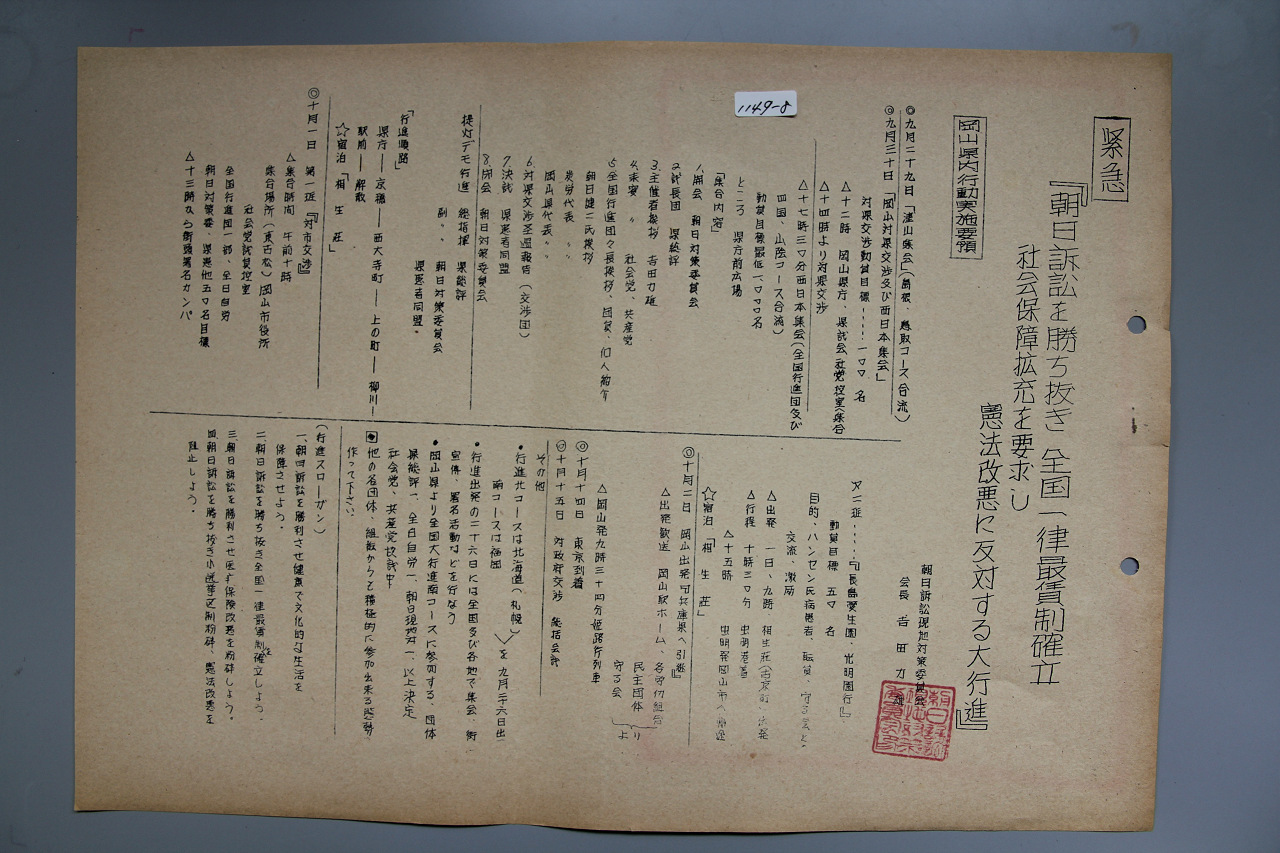 1149-8
緊急
『朝日訴訟を勝ち抜き 全国一律最賃制確立
社会保障拡充を要求し
憲法改悪に反対する大行進』
岡山県内行動実施要領
朝日訴訟現地対策委員会
会長 吉田力雄
◎九月二十九日「津山集会」(島根、鳥取コース合流)
◎九月三十日「岡山対県交渉及び西日本集会」
対県交渉動員目標……一〇〇名
△十二時 岡山県庁、県議会社党控室(集合
△十四時より対県交渉
△十七時三〇分西日本集会(全国行進団及び
四国、山陰コース合流)
動員目標最低一〇〇〇名
ところ 県庁前広場
「集会内容」
1.開会 朝日対策委員会
2.議長団 県総評
3.主催者挨拶 吉田力雄
4.来賓 〃 社会党、共産党
5.全国行進団々長挨拶、団員
朝日健二氏挨拶
炭労代表 〃
岡山県代表 〃
6.対県交渉経過報告(交渉団)
7.決議 県患者同盟
8.閉会 朝日対策委員会
提灯デモ行進 総指揮 県総評
副 〃 朝日対策委員会
県患者同盟・
「行進順路」
県庁――京橋――西大寺町――上の町――柳川――
駅前――解散
☆宿泊「相生荘」
◎十月一日 第一班『対市交渉』
△集合時間 午前十時
集合場所(東古松)岡山市役所
社会党議員控室
全国行進団一部、全日自労
朝日対策委、県患他五〇名目標
△十三時から街頭署名カンパ
第二班……『長島愛生園、光明園行』
動員目標 五〇名
目的、ハンセン氏病患者、職員、守る会と、
交流、激励
△出発 一日、九時、相生荘(古京町)出発
△行程 十時三〇分 虫明港着
△十五時 虫明発岡山市へ帰途
☆宿泊「相生荘」
◎十月二日 岡山出発『兵庫県へ引継』
△出発歓送 岡山駅ホーム、各労仂組合
民主団体
守る会
より
△岡山発九時三十四分姫路行列車
◎十月十四日 東京到着
◎十月十五日 対政府交渉 総括会議
その他
・行進北コースは北海道(札幌)
南コースは福岡
を九月二十六日出
・行進出発の二十六日には全国及び各地で集会、街
宣傳、署名活動などを行なう
・岡山県より全国大行進南コースに参加する、団体
県総評一、全日自労一、朝日現地対一、以上決定
社会党、共産党協議中
・他の各団体、組織からも積極的に参加出来る態勢
作って下さい
(行進スローガン)
一、朝日訴訟を勝利させ健康で文化的な生活を
保障させよう。
二、朝日訴訟を勝ち抜き全国一律最賃制を確立しよう。
三、朝日訴訟を勝利させ医療保険改悪を粉砕しよう。
四、朝日訴訟を勝ち抜き小選挙区制粉砕、憲法改悪を
阻止しよう。